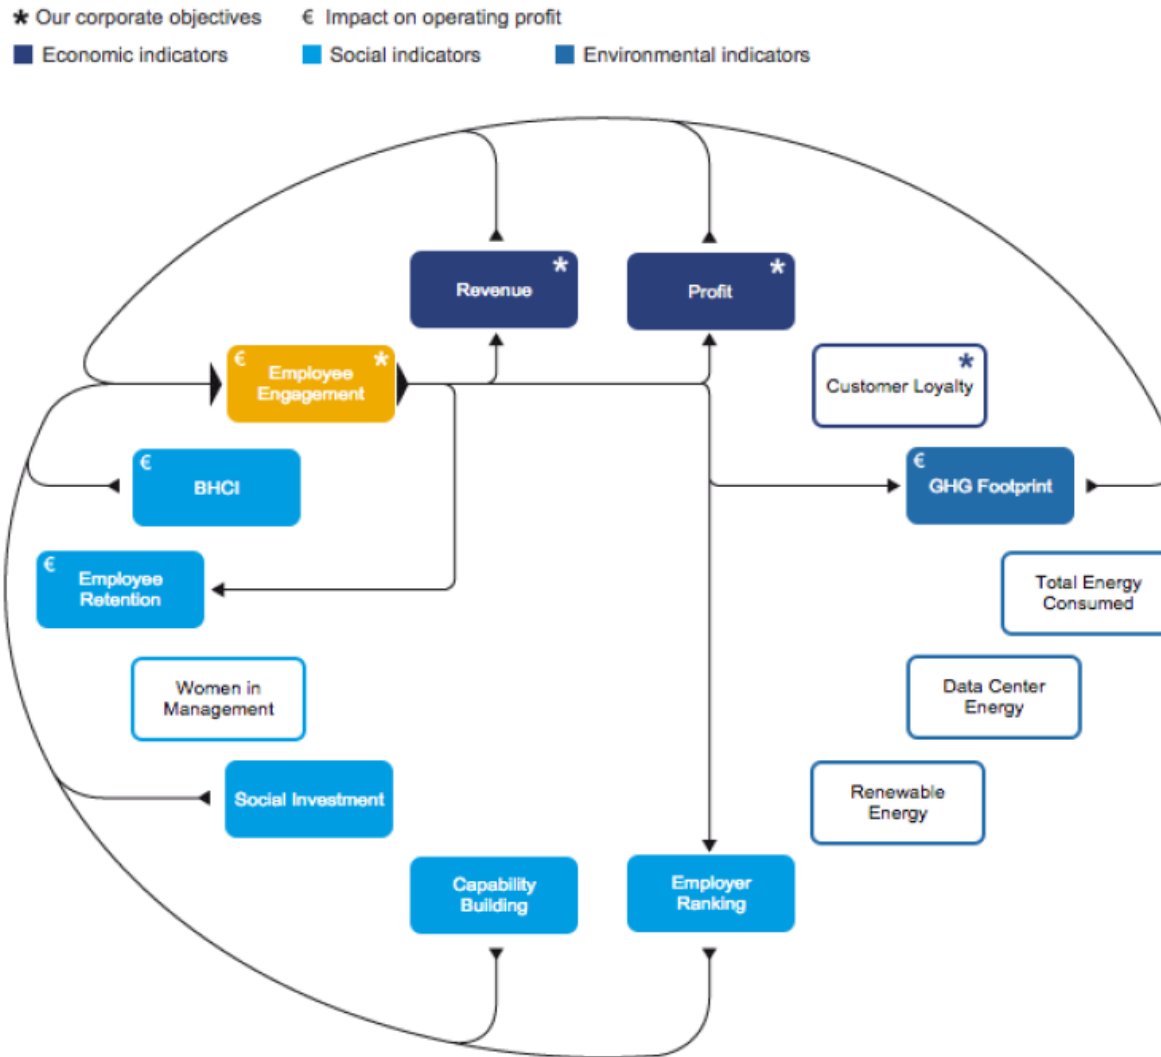 * Our corporate objectives € Impact on operating profit
Economic indicators Social indicators Environmental indicators
* Revenue
* Profit
€ * Employee
Engagement
* Customer Loyalty
€ BHCI
€ GHG Footprint
€ Employee
Retention
Total Energy
Consumed
Women in
Management
Data Center
Energy
Social Investment
Renewable
Energy
Capability
Building
Employer
Ranking